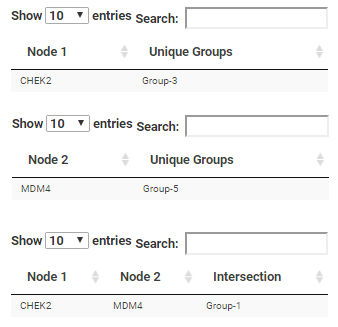 Show 10 entries Search:
Node 1 Unique Groups
CHEK2 Group-3
Show 10 entries Search:
Node 2 Unique Groups
MDM4 Group-5
Show 10 entries Search:
Node 1 Node 2 Intersection
CHEK2 MDM4 Group-1